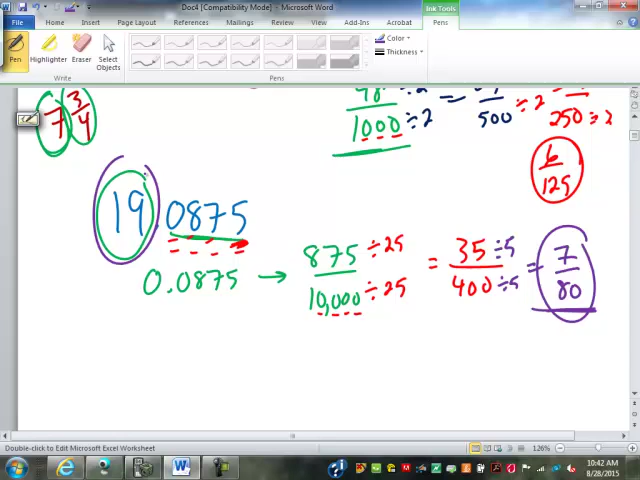 Doc4 [Compatibility Mode] - Microsoft Word
Ink Tools
File Home Insert Page Layout References Mailings Review View Add-Ins Acrobat Pens
Pen Highlighter Eraser Select Objects
Color
Thickness
Write Pens
7 3/4
1000 ÷2 = 500 ÷2 250 ÷2
6/125
19.0875
0.0875 → 875 ÷25 / 10,000 ÷25 = 35 ÷5 / 400 ÷5 = 7/80
Double-click to Edit Microsoft Excel Worksheet
126%
10:42 AM
8/28/2015